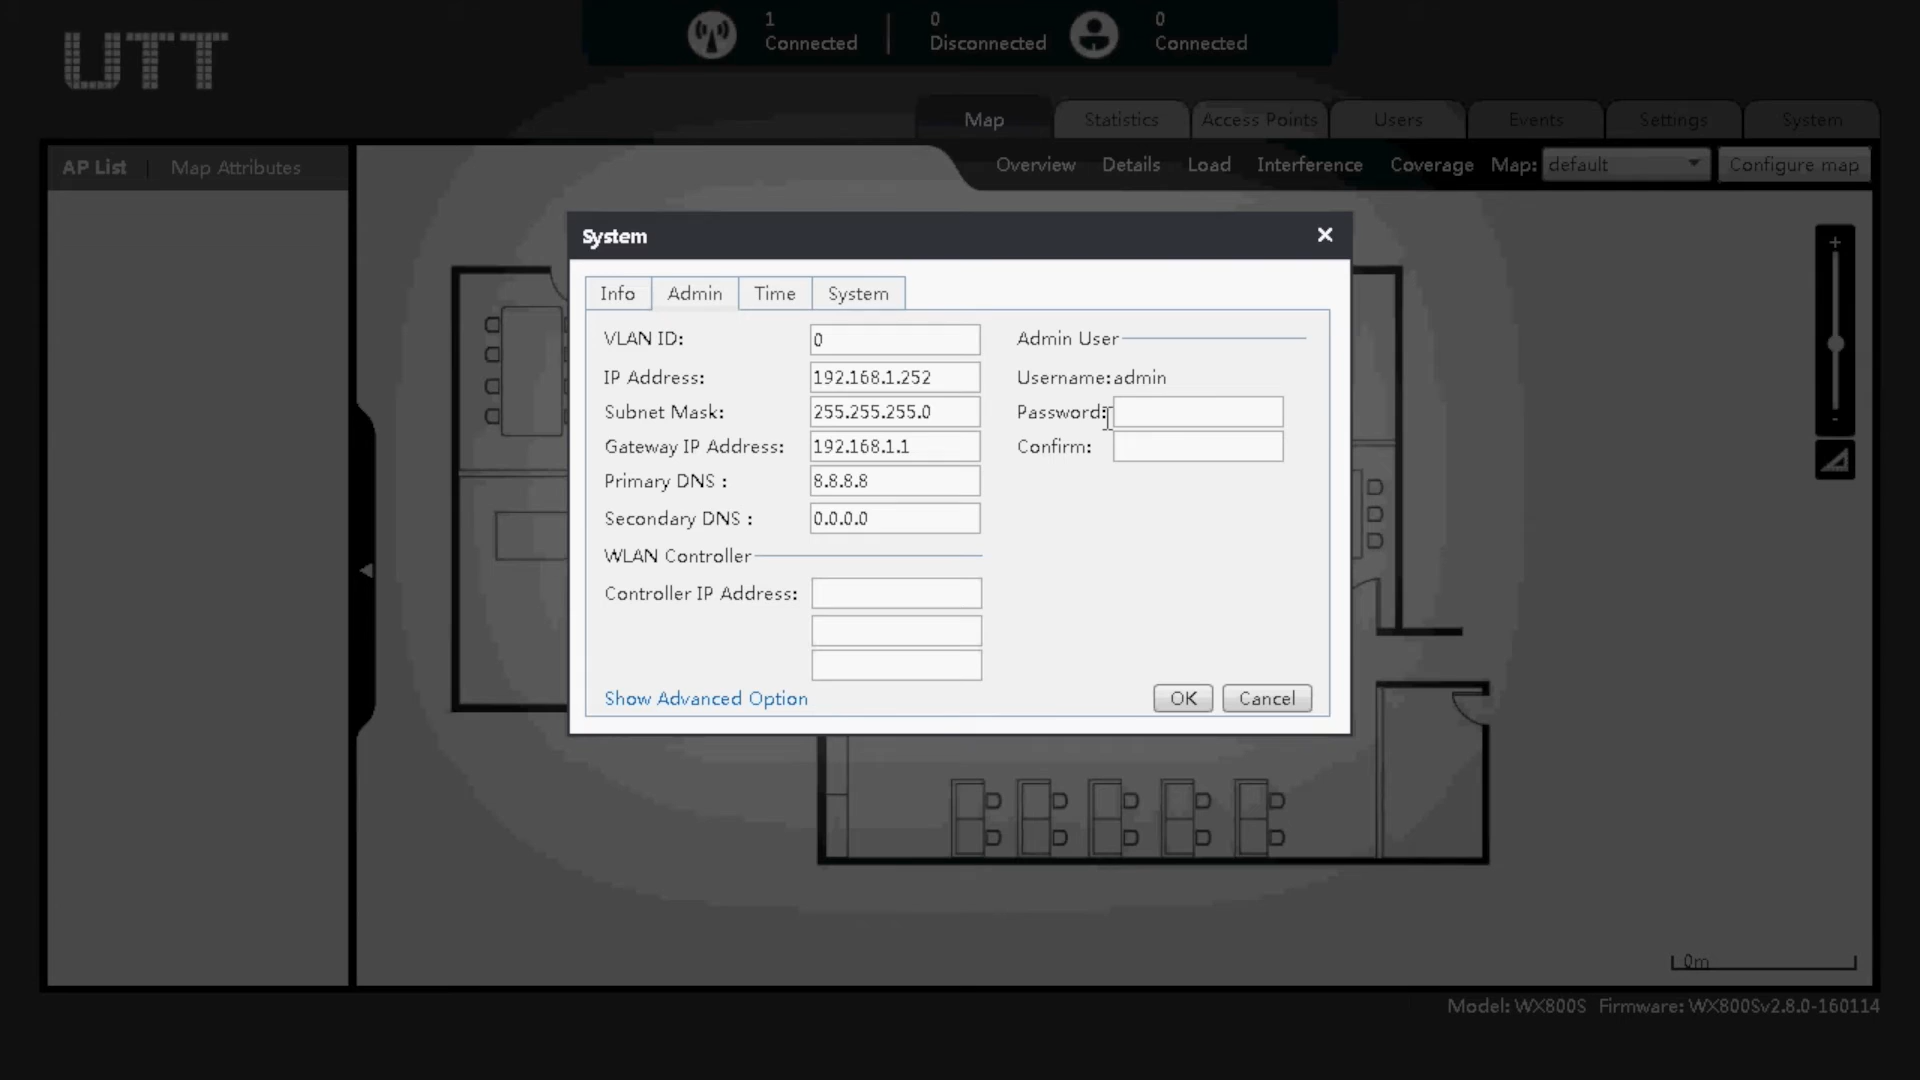 UTT
1
Connected
0
Disconnected
0
Connected
Map
Statistics
Access Points
Users
Events
Settings
System
AP List | Map Attributes
Overview
Details
Load
Interference
Coverage
Map:
default
Configure map
System
Info
Admin
Time
System
VLAN ID:
0
IP Address:
192.168.1.252
Subnet Mask:
255.255.255.0
Gateway IP Address:
192.168.1.1
Primary DNS :
8.8.8.8
Secondary DNS :
0.0.0.0
WLAN Controller
Controller IP Address:
Show Advanced Option
Admin User
Username: admin
Password:
Confirm:
OK
Cancel
+
-
0m
Model: WX800S Firmware: WX800Sv2.8.0-160114